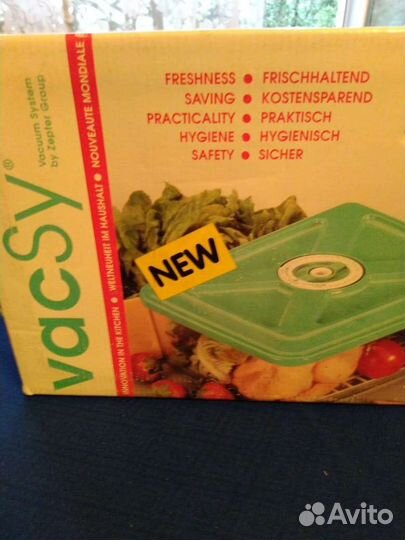 FRESHNESS • FRISCHHALTEND
SAVING • KOSTENSPAREND
PRACTICALITY • PRAKTISCH
HYGIENE • HYGIENISCH
SAFETY • SICHER
vacsy®
Vacuum System
by Zepter Group
INNOVATION IN THE KITCHEN • WELTNEUHEIT IM HAUSHALT • NOUVEAUTE MONDIALE
NEW
Avito